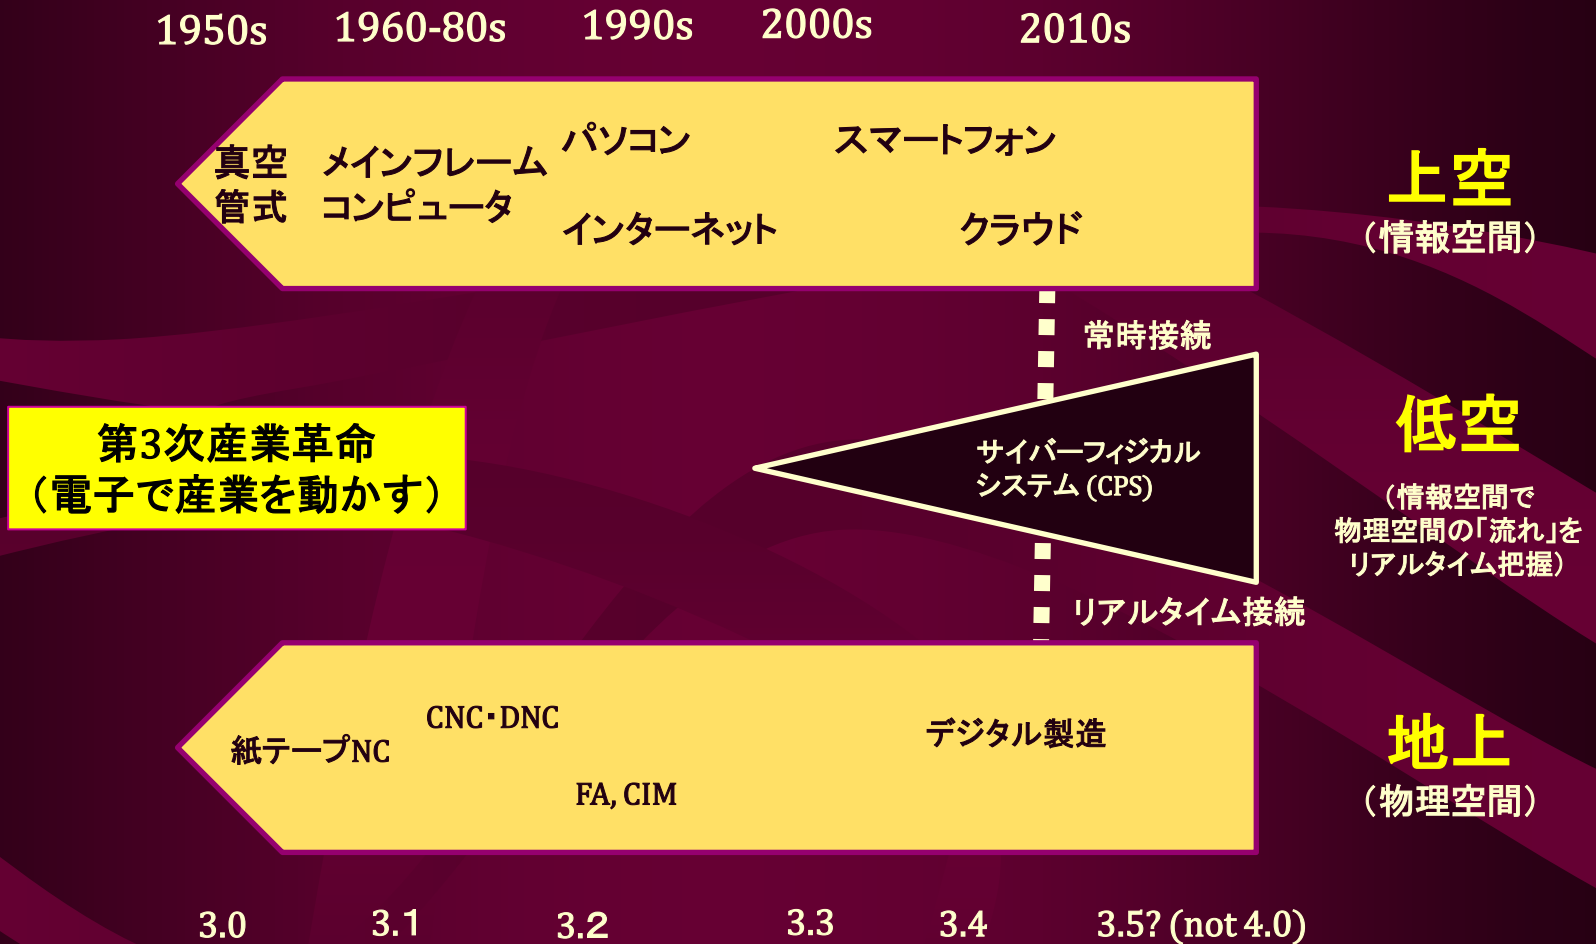 1950s 1960-80s 1990s 2000s 2010s
真空
管式
メインフレーム
コンピュータ
パソコン
インターネット
スマートフォン
クラウド
上空
（情報空間）
常時接続
第3次産業革命
（電子で産業を動かす）
サイバーフィジカル
システム (CPS)
低空
（情報空間で
物理空間の「流れ」を
リアルタイム把握）
リアルタイム接続
紙テープNC
CNC・DNC
FA, CIM
デジタル製造
地上
（物理空間）
3.0 3.1 3.2 3.3 3.4 3.5? (not 4.0)